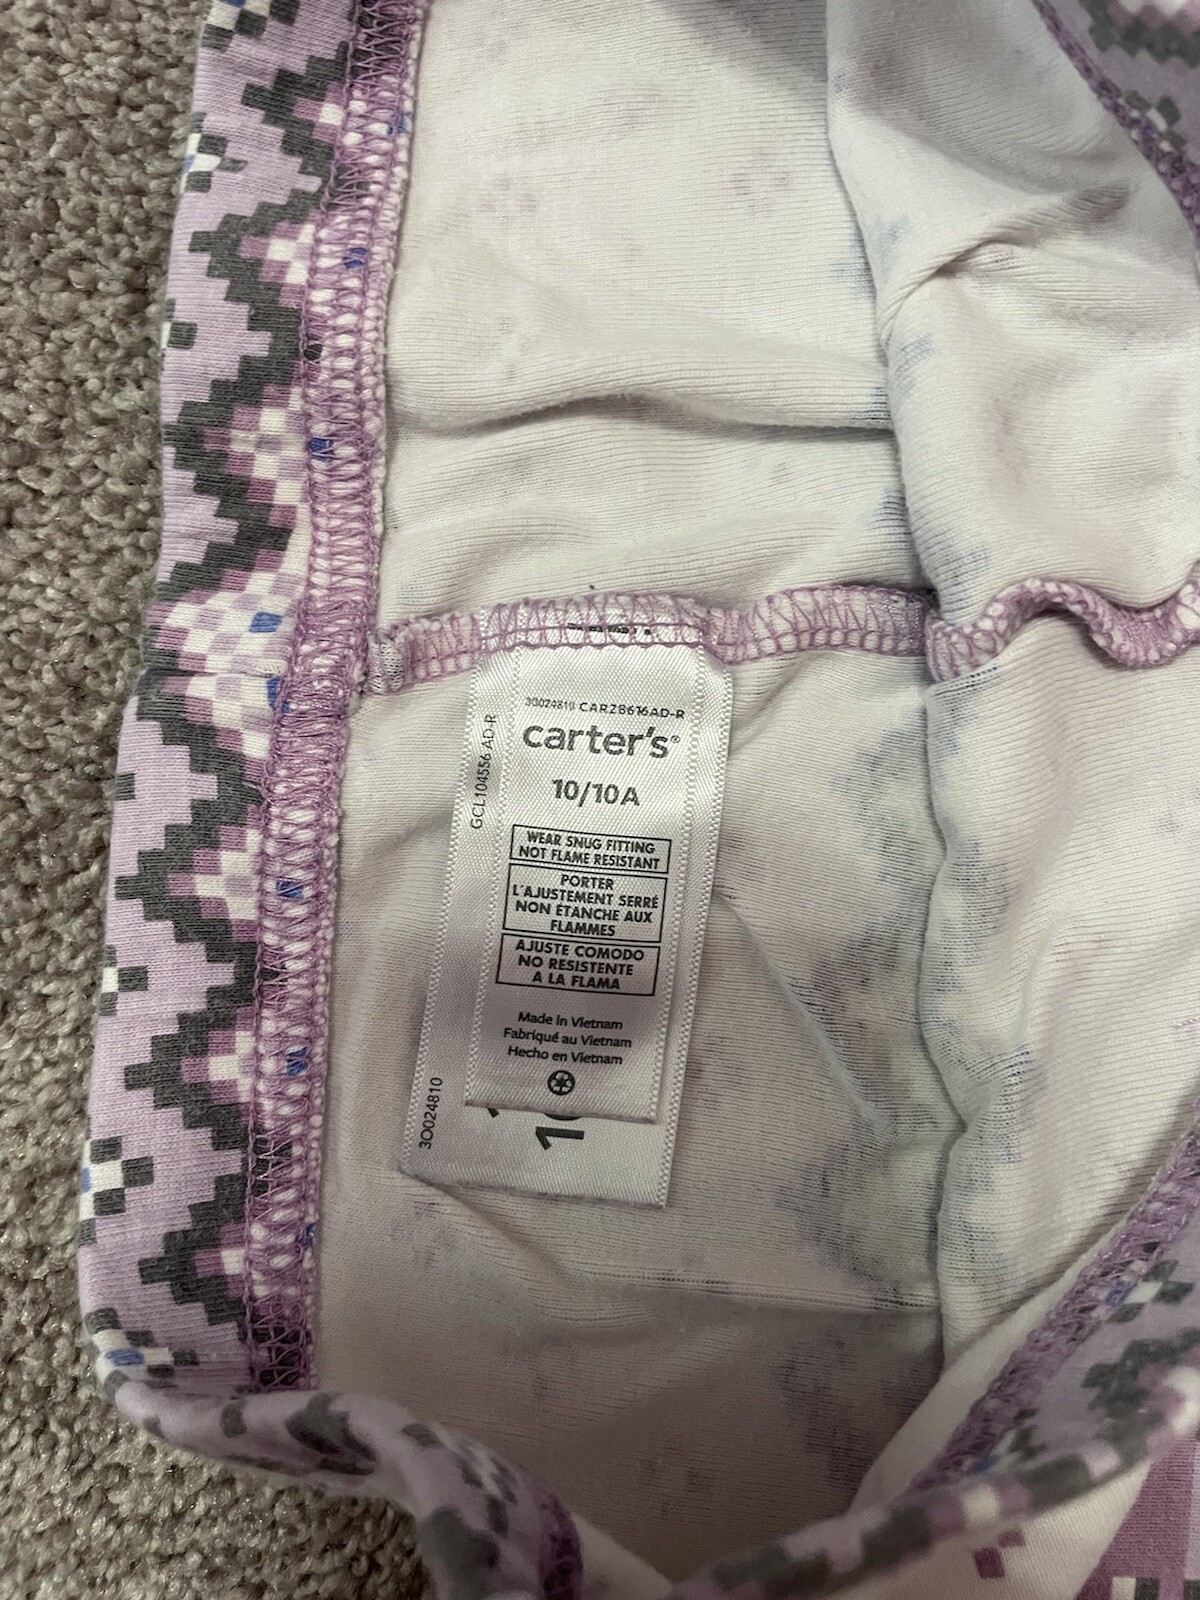 30024810 CAR28616AD-R
carter's®
10/10A
WEAR SNUG FITTING
NOT FLAME RESISTANT
PORTER
L'AJUSTEMENT SERRÉ
NON ÉTANCHE AUX
FLAMMES
AJUSTE COMODO
NO RESISTENTE
A LA FLAMA
Made in Vietnam
Fabriqué au Vietnam
Hecho en Vietnam
GCL104556 AD-R
30024810